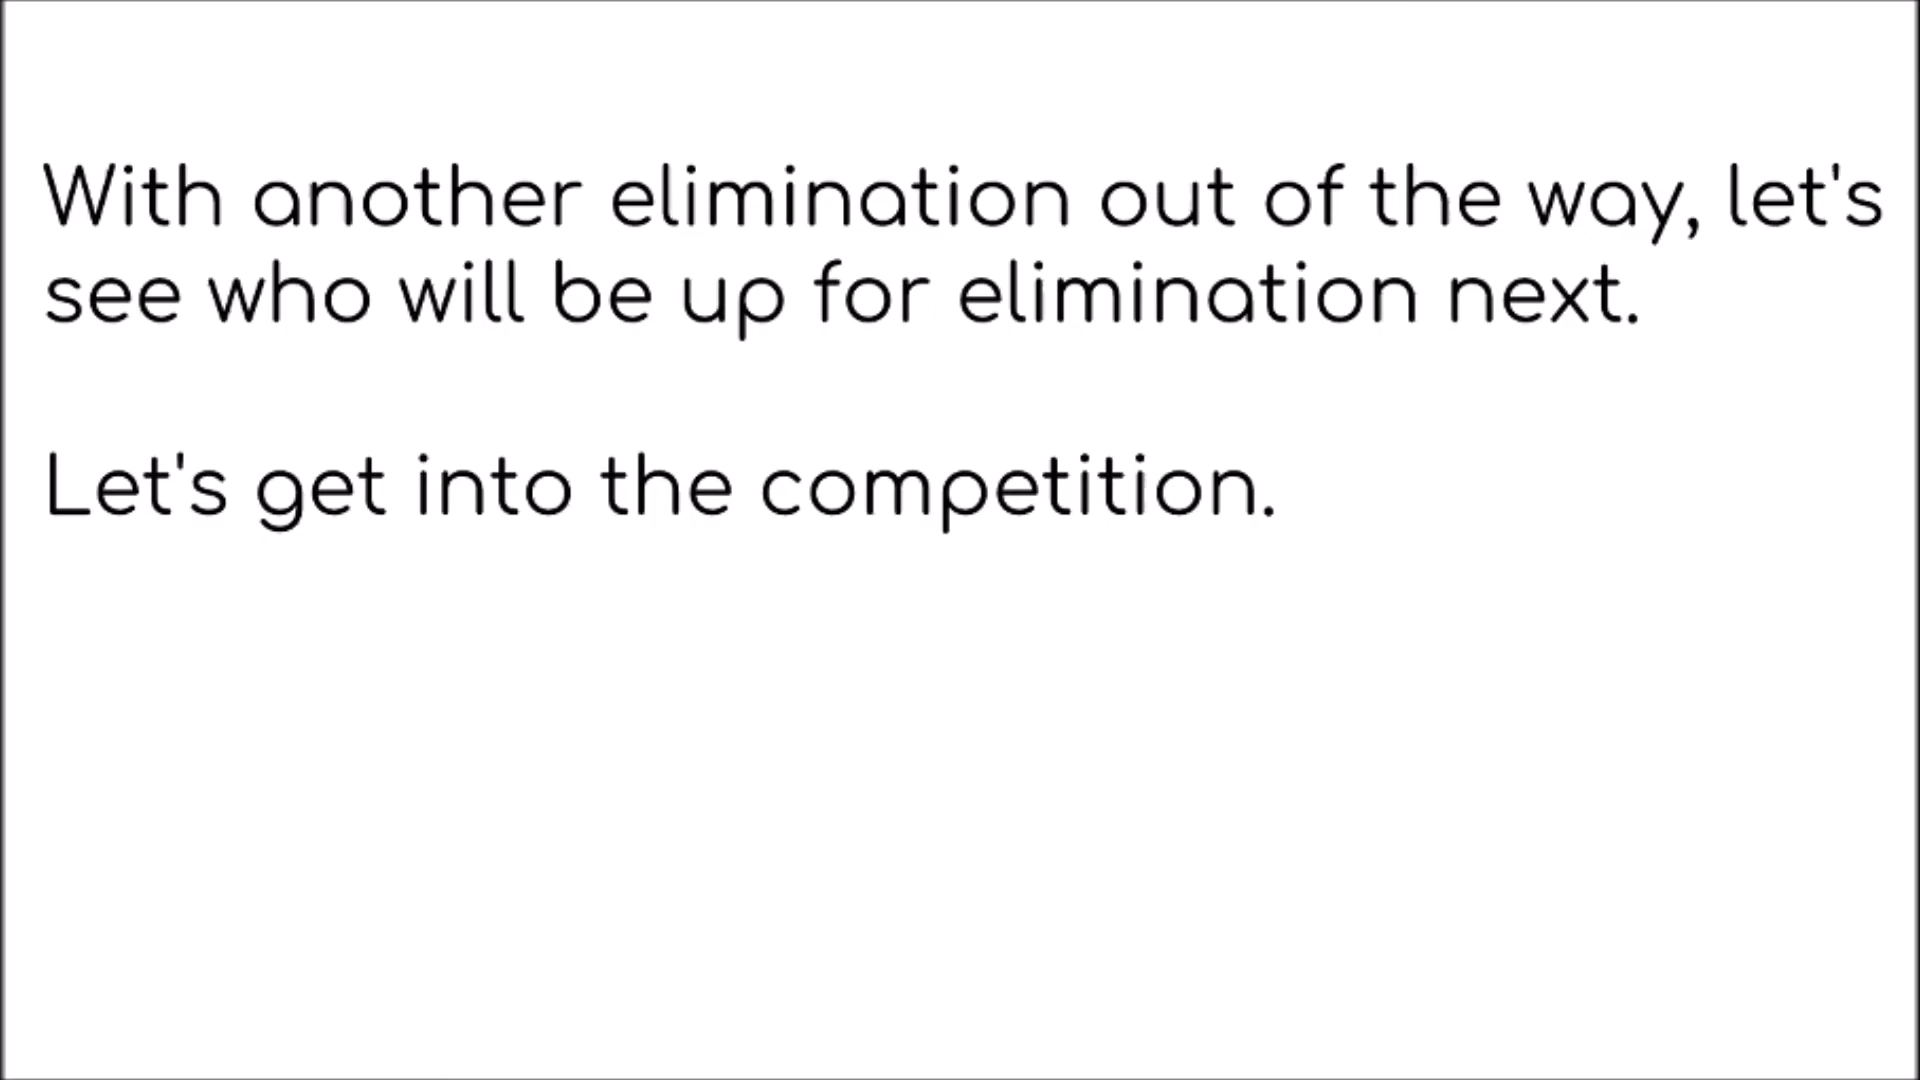 With another elimination out of the way, let's
see who will be up for elimination next.
Let's get into the competition.